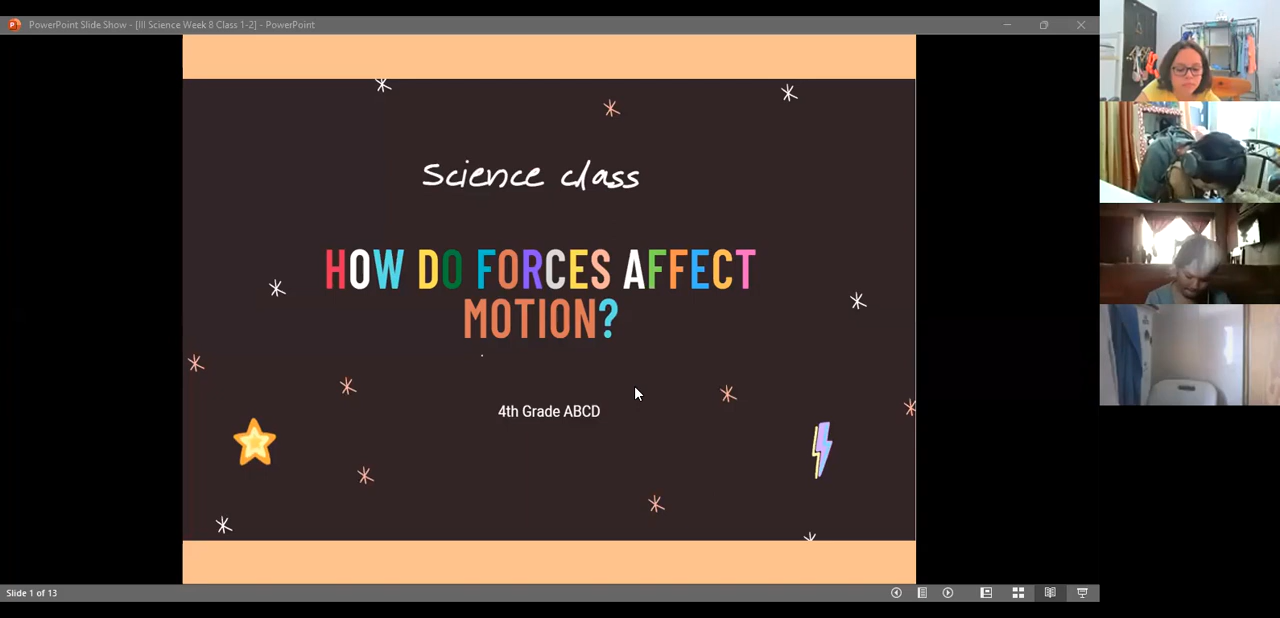 PowerPoint Slide Show - [III Science Week 8 Class 1-2] - PowerPoint
Science class
HOW DO FORCES AFFECT
MOTION?
4th Grade ABCD
Slide 1 of 13